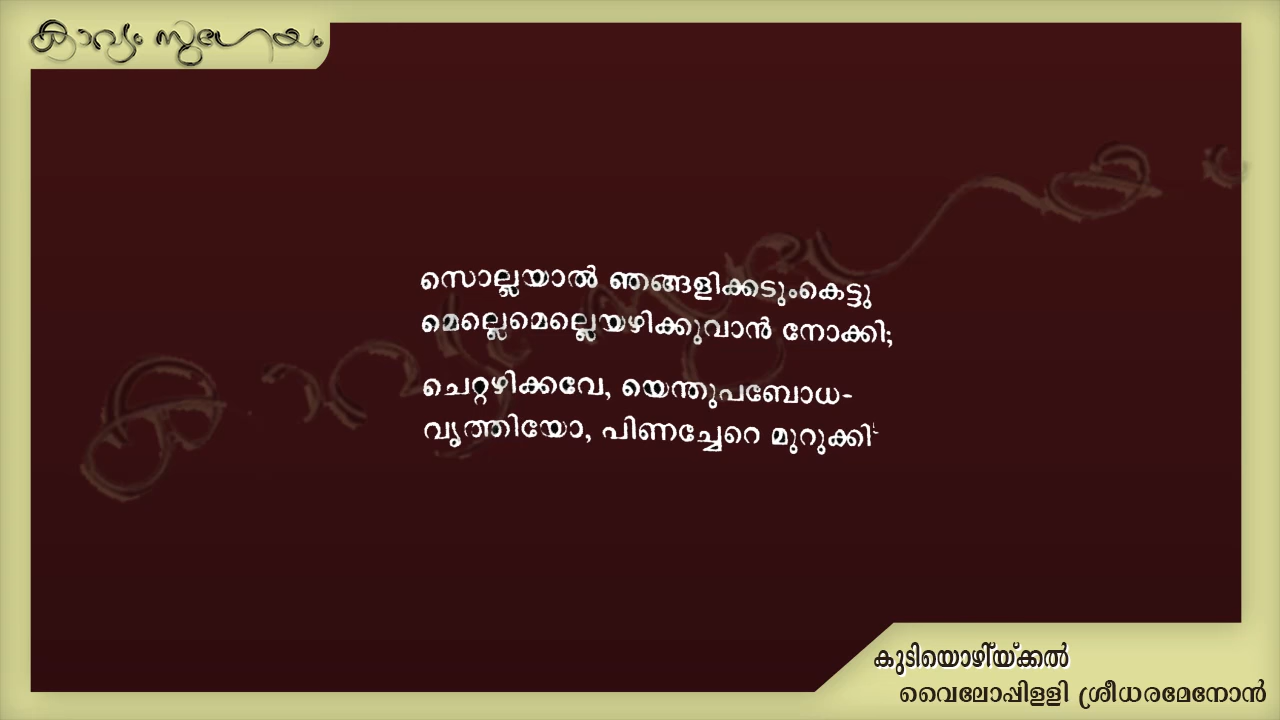 കാവ്യം സുഗേയം
സൊല്ലയാൽ ഞങ്ങളിക്കടുംകെട്ടു
മെല്ലെമെല്ലെയഴിക്കുവാൻ നോക്കി;
ചെറ്റഴിക്കവേ, യെന്തുപബോധ-
വൃത്തിയോ, പിണച്ചേറെ മുറുക്കി
കുടിയൊഴിയ്ക്കൽ
വൈലോപ്പിള്ളി ശ്രീധരമേനോൻ